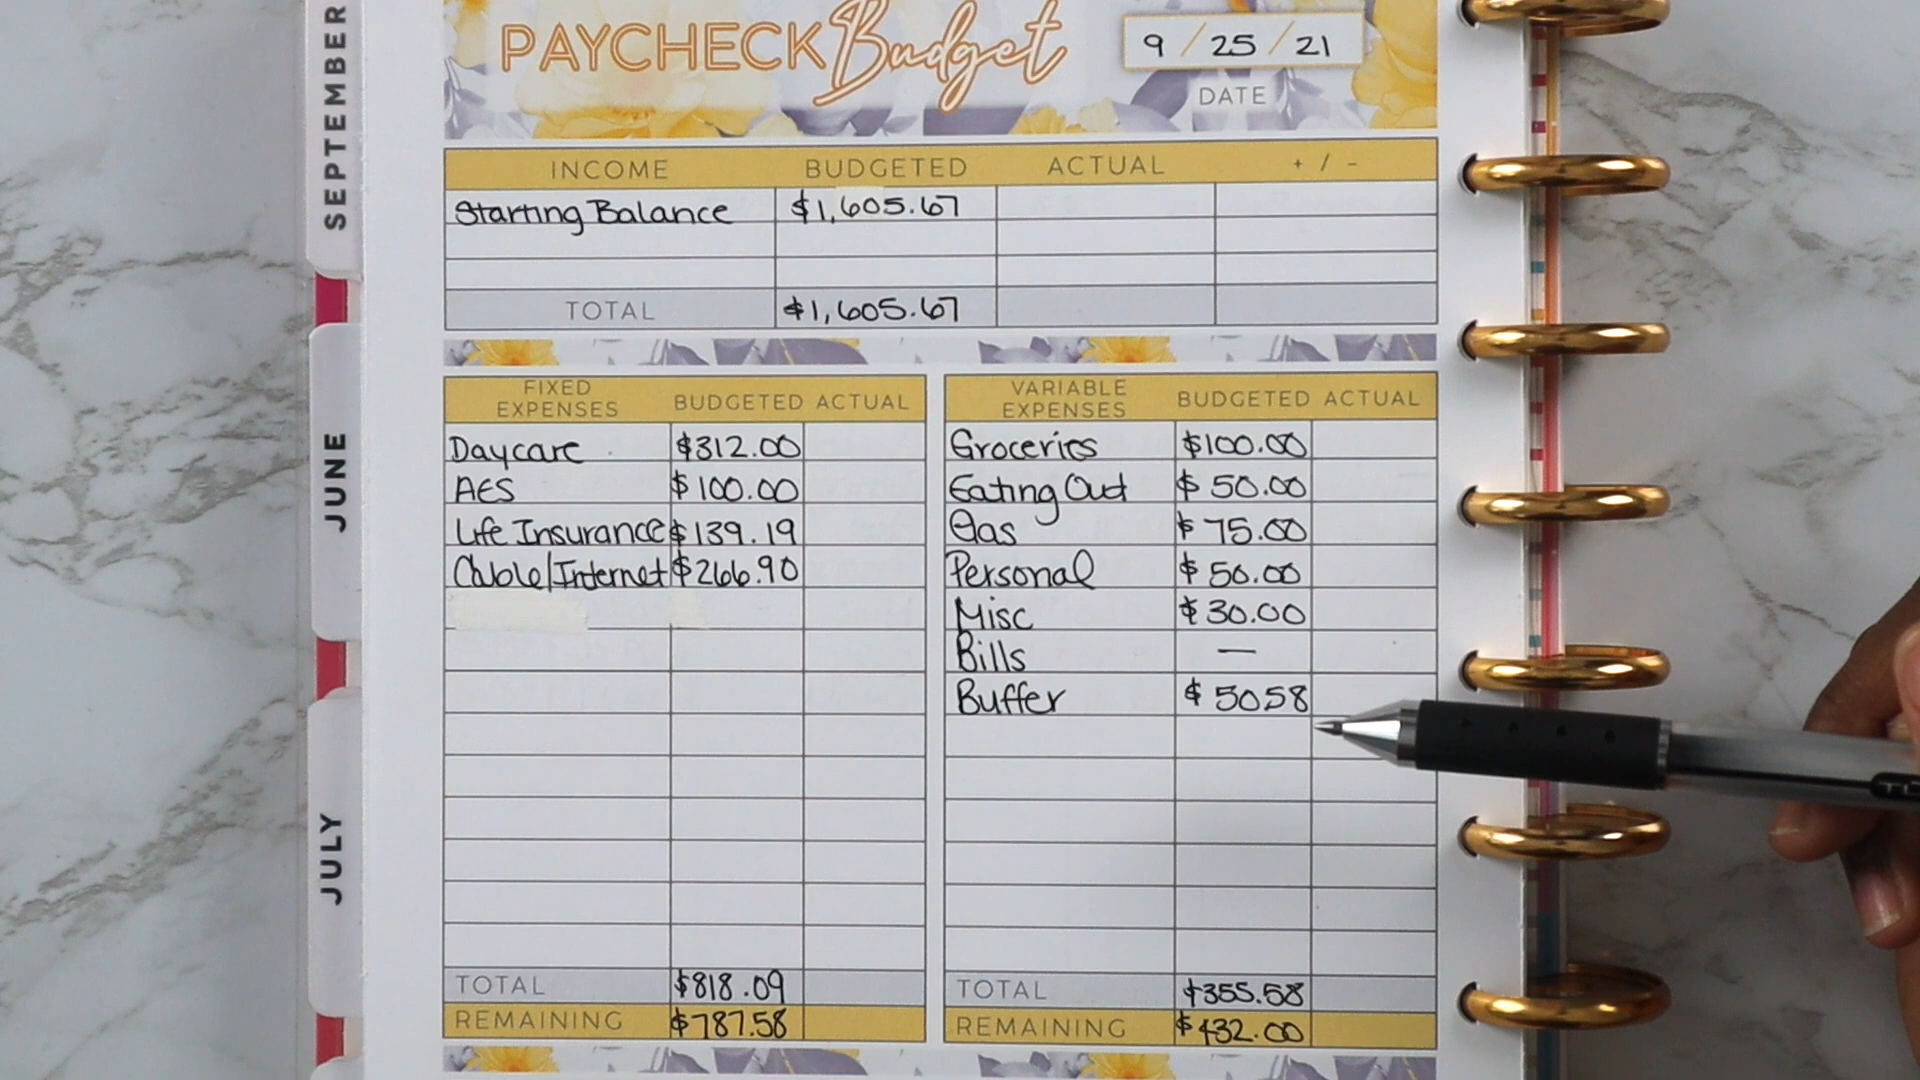 PAYCHECK Budget
9 / 25 / 21
DATE
SEPTEMBER
JUNE
JULY
INCOME BUDGETED ACTUAL + / -
Starting Balance $1,605.67
TOTAL $1,605.67
FIXED EXPENSES BUDGETED ACTUAL
Daycare $312.00
AES $100.00
Life Insurance $139.19
Cable/Internet $266.90
TOTAL $818.09
REMAINING $787.58
VARIABLE EXPENSES BUDGETED ACTUAL
Groceries $100.00
Eating Out $50.00
Gas $75.00
Personal $50.00
Misc $30.00
Bills —
Buffer $50.58
TOTAL $355.58
REMAINING $432.00